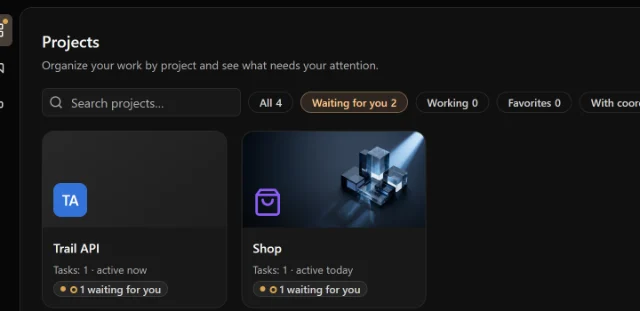 Projects
Organize your work by project and see what needs your attention.
Search projects...
All 4
Waiting for you 2
Working 0
Favorites 0
With coor
TA
Trail API
Tasks: 1 · active now
1 waiting for you
Shop
Tasks: 1 · active today
1 waiting for you